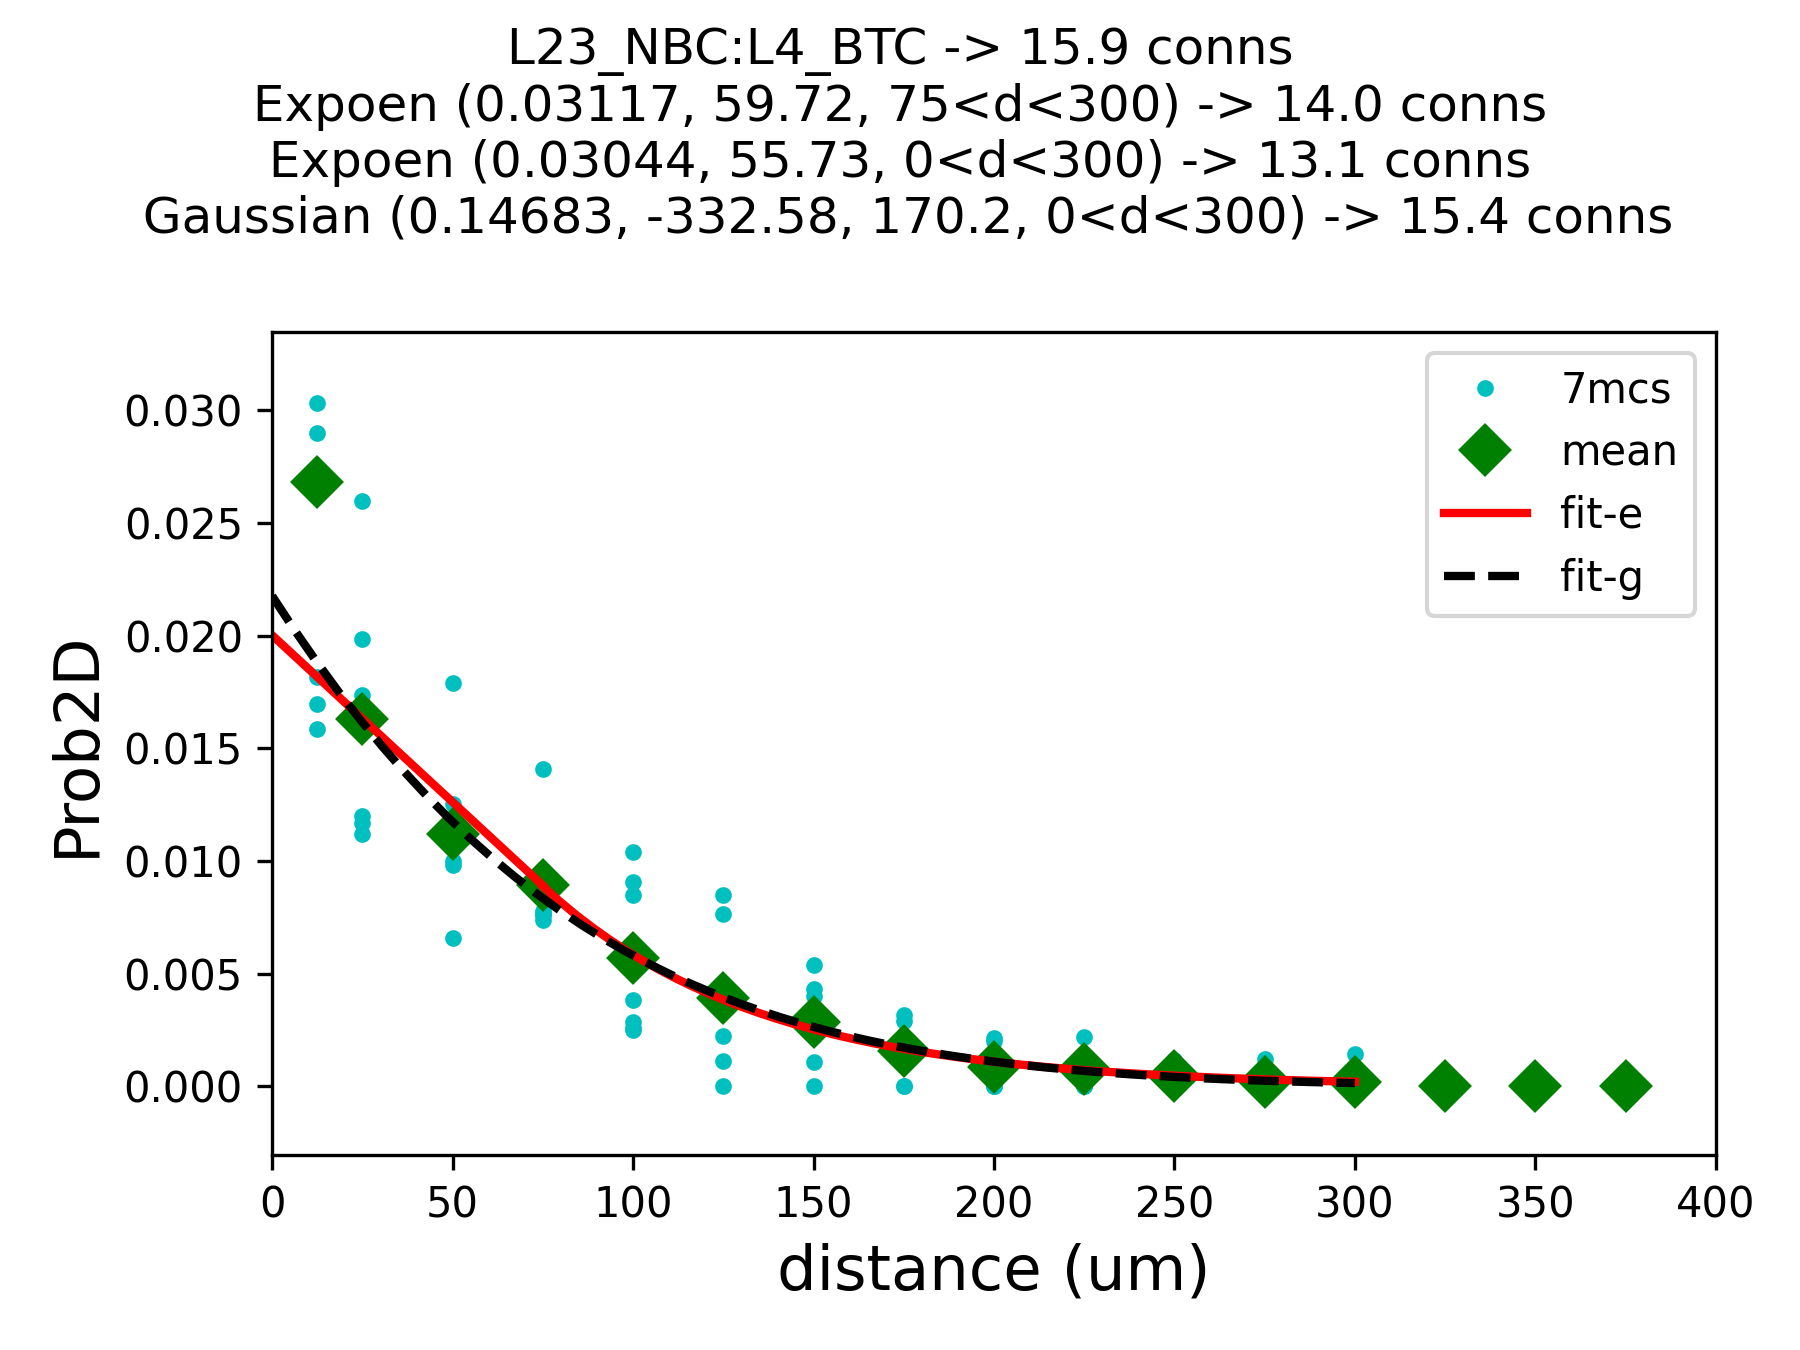 L23_NBC:L4_BTC -> 15.9 conns
Expoen (0.03117, 59.72, 75<d<300) -> 14.0 conns
Expoen (0.03044, 55.73, 0<d<300) -> 13.1 conns
Gaussian (0.14683, -332.58, 170.2, 0<d<300) -> 15.4 conns
7mcs
mean
fit-e
fit-g
Prob2D
0.030
0.025
0.020
0.015
0.010
0.005
0.000
0 50 100 150 200 250 300 350 400
distance (um)